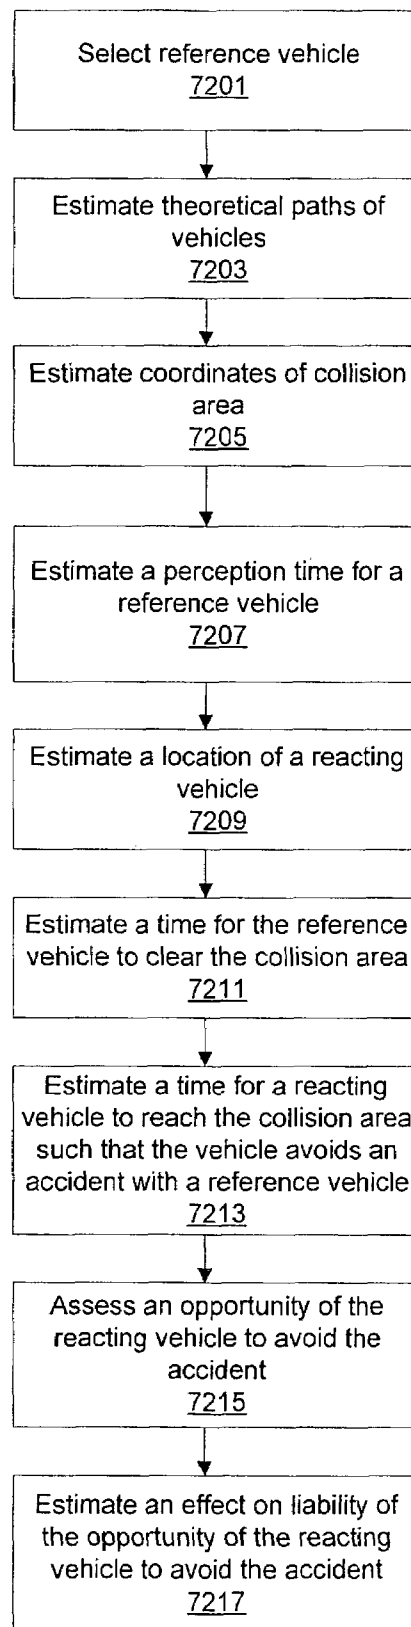 Select reference vehicle
7201
Estimate theoretical paths of
vehicles
7203
Estimate coordinates of collision
area
7205
Estimate a perception time for a
reference vehicle
7207
Estimate a location of a reacting
vehicle
7209
Estimate a time for the reference
vehicle to clear the collision area
7211
Estimate a time for a reacting
vehicle to reach the collision area
such that the vehicle avoids an
accident with a reference vehicle
7213
Assess an opportunity of the
reacting vehicle to avoid the
accident
7215
Estimate an effect on liability of
the opportunity of the reacting
vehicle to avoid the accident
7217